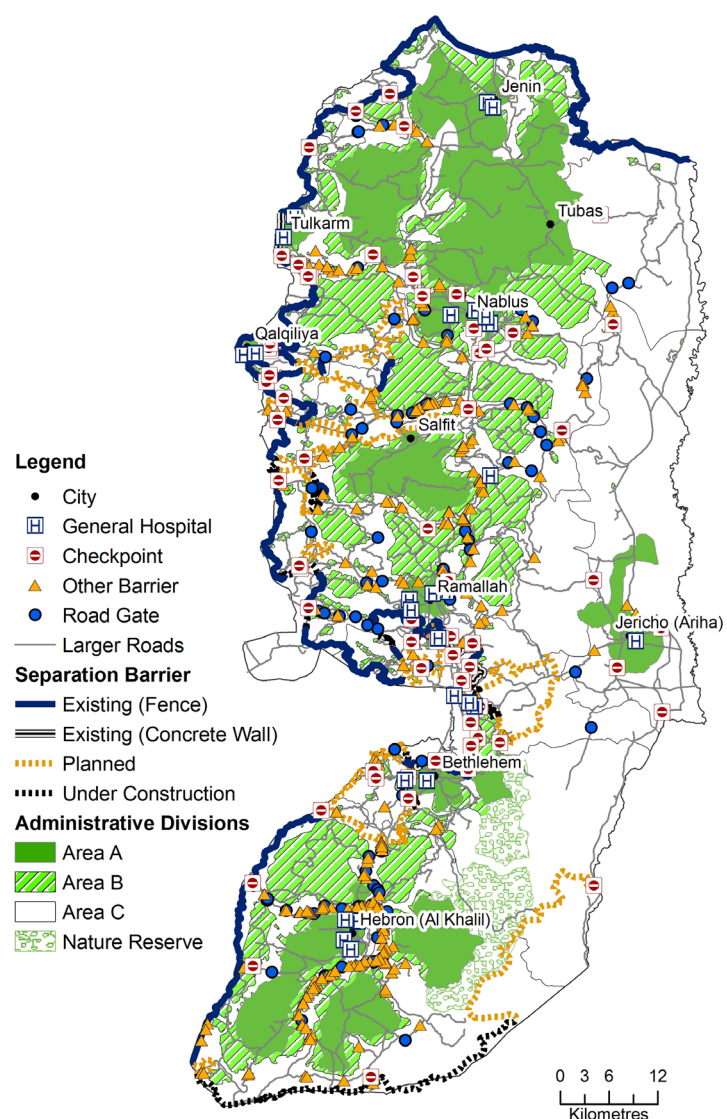 Jenin
Tubas
Tulkarm
Nablus
Qalqiliya
Salfit
Ramallah
Jericho (Ariha)
Bethlehem
Hebron (Al Khalil)
Legend
City
H General Hospital
Checkpoint
Other Barrier
Road Gate
Larger Roads
Separation Barrier
Existing (Fence)
Existing (Concrete Wall)
Planned
Under Construction
Administrative Divisions
Area A
Area B
Area C
Nature Reserve
0 3 6 12
Kilometres